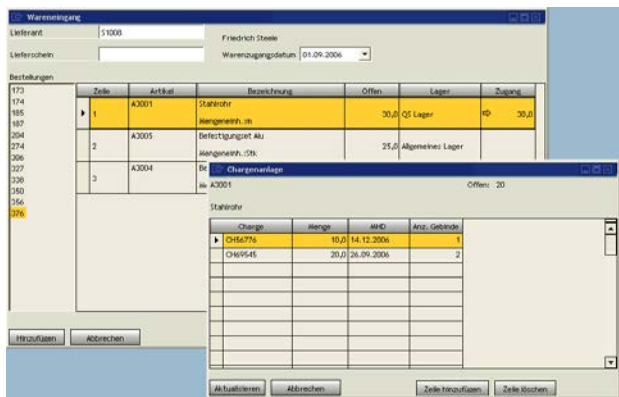 Wareneingang
Lieferant S1008 Friedrich Steele
Lieferschein Warenzugangsdatum 01.09.2006
Bestellungen
173
174
185
187
204
274
306
327
338
350
356
376
Zeile Artikel Bezeichnung Offen Lager Zugang
1 A3001 Stahlrohr 30,0 QS Lager 30,0
Mengeneinh.:m
2 A3005 Befestigungset Alu 25,0 Allgemeines Lager
Mengeneinh.:Stk
3 A3004 Be
Hinzufügen Abbrechen
Chargenanlage
A3001 Offen: 20
Stahlrohr
Charge Menge MHD Anz. Gebinde
CH56776 10,0 14.12.2006 1
CH69545 20,0 26.09.2006 2
Aktualisieren Abbrechen Zeile hinzufügen Zeile löschen